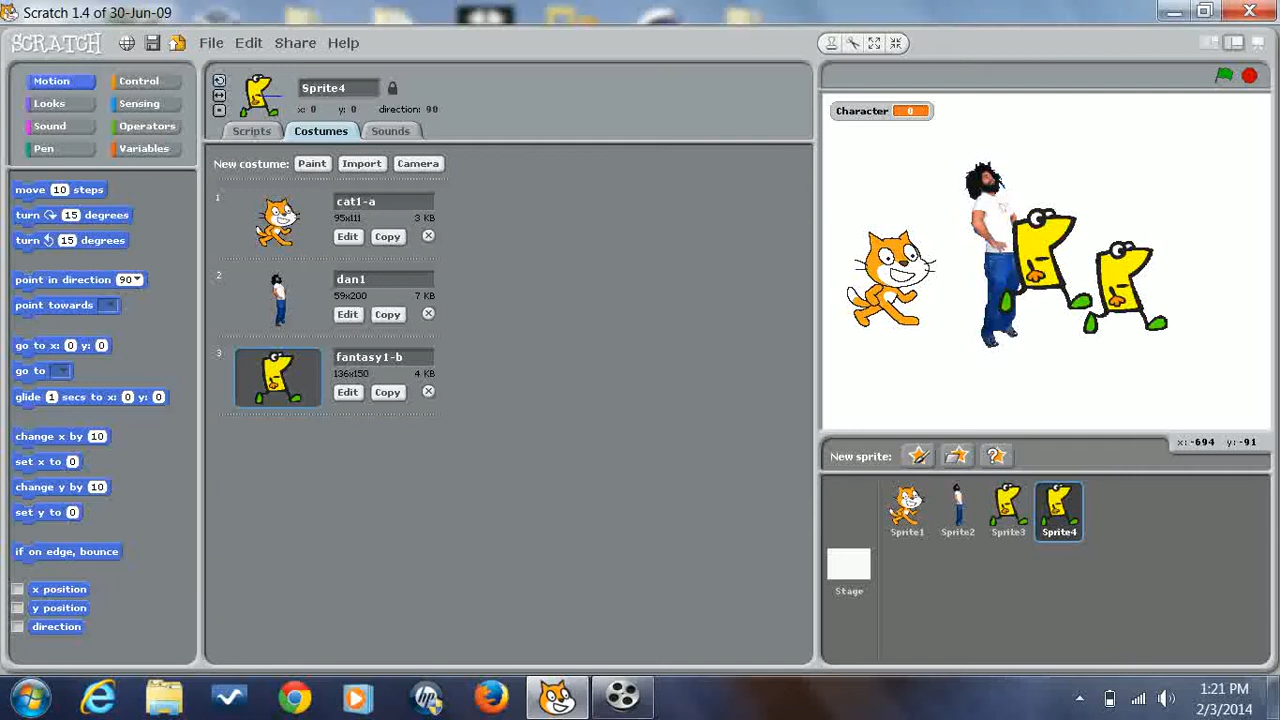 Scratch 1.4 of 30-Jun-09
SCRATCH File Edit Share Help
Motion Control
Looks Sensing
Sound Operators
Pen Variables
move 10 steps
turn 15 degrees
turn 15 degrees
point in direction 90
point towards
go to x: 0 y: 0
go to
glide 1 secs to x: 0 y: 0
change x by 10
set x to 0
change y by 10
set y to 0
if on edge, bounce
x position
y position
direction
Sprite4
x: 0 y: 0 direction: 90
Scripts Costumes Sounds
New costume: Paint Import Camera
1 cat1-a
95x111 3 KB
Edit Copy
2 dan1
59x200 7 KB
Edit Copy
3 fantasy1-b
136x150 4 KB
Edit Copy
Character 0
x: -694 y: -91
New sprite:
Sprite1 Sprite2 Sprite3 Sprite4
Stage
hp
1:21 PM
2/3/2014